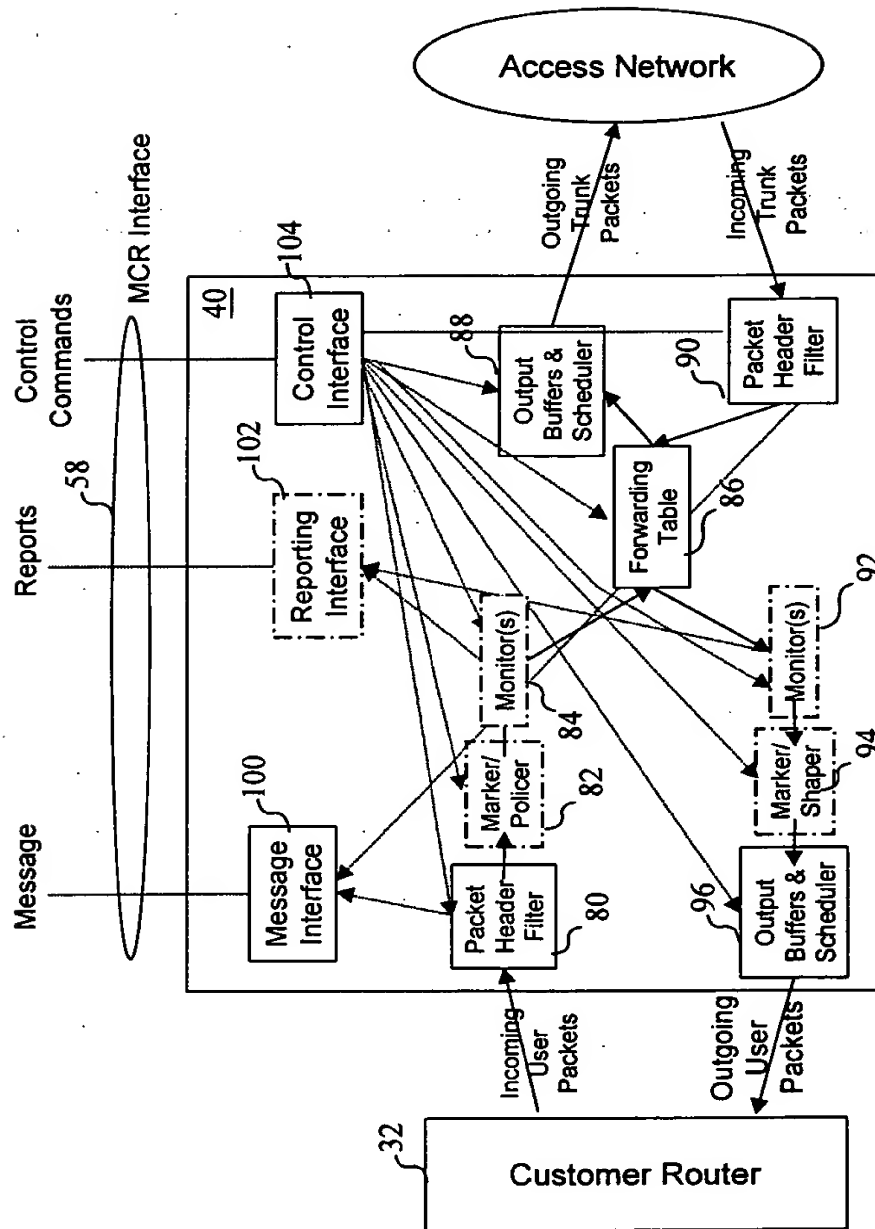 Message
Reports
Control
Commands
58
MCR Interface
40
100
Message
Interface
102
Reporting
Interface
104
Control
Interface
32
Customer Router
Incoming
User
Packets
80
Packet
Header
Filter
82
Marker/
Policer
84
Monitor(s)
86
Forwarding
Table
88
Output
Buffers &
Scheduler
90
Packet
Header
Filter
Outgoing
Trunk
Packets
Incoming
Trunk
Packets
Access Network
Outgoing
User
Packets
96
Output
Buffers &
Scheduler
94
Marker/
Shaper
92
Monitor(s)